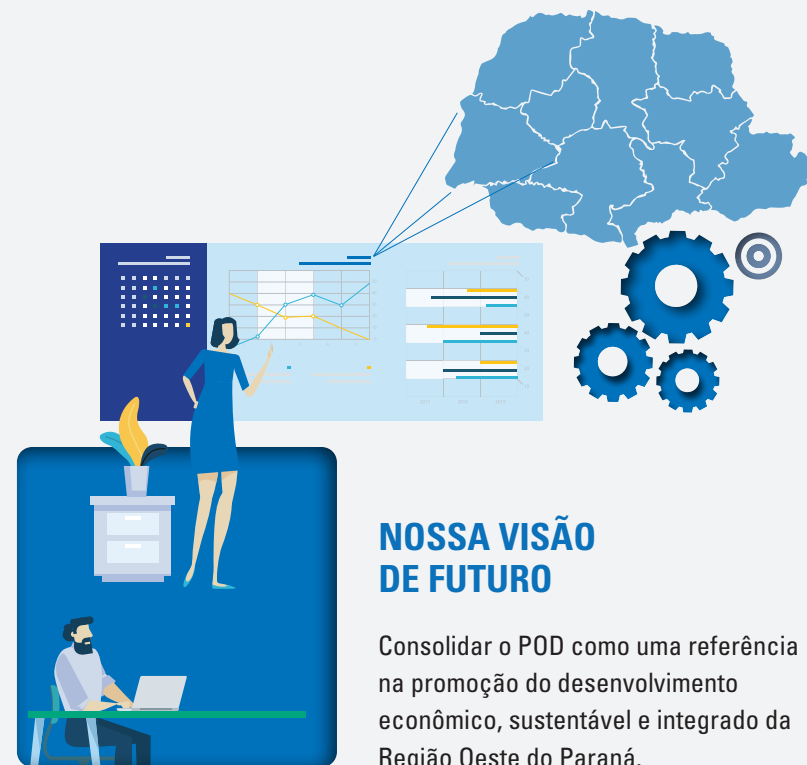 NOSSA VISÃO
DE FUTURO
Consolidar o POD como uma referência
na promoção do desenvolvimento
econômico, sustentável e integrado da
Região Oeste do Paraná.